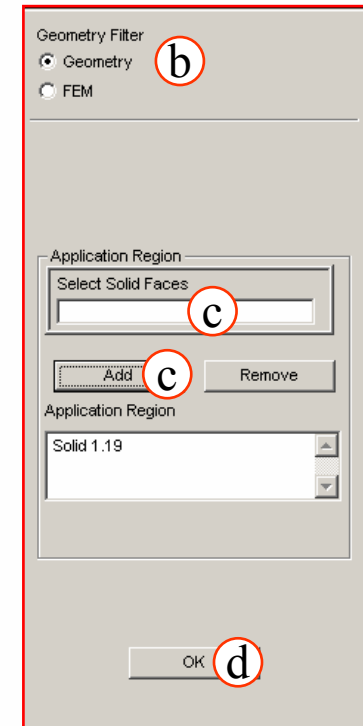 Geometry Filter
Geometry b
FEM
Application Region
Select Solid Faces
c
Add c Remove
Application Region
Solid 1.19
OK d